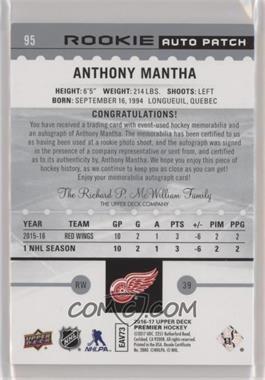 95 ROOKIE AUTO PATCH
ANTHONY MANTHA
HEIGHT: 6'5" WEIGHT: 214 LBS. SHOOTS: LEFT
BORN: SEPTEMBER 16, 1994 LONGUEUIL, QUEBEC
CONGRATULATIONS!
You have received a trading card with event-used hockey memorabilia and
an autograph of Anthony Mantha. The memorabilia has been certified to us
as having been used at a rookie photo shoot, and the autograph was signed
in the presence of a company representative or sent from, and certified
as to its authenticity by, Anthony Mantha. We hope you enjoy this piece of
hockey history, as we continue to keep you as close as you can get!
Enjoy your memorabilia autograph card!
The Richard P. McWilliam Family
THE UPPER DECK COMPANY
YEAR TEAM GP G A PTS +/- PIM PPG
2015-16 RED WINGS 10 2 1 3 -6 2 2
1 NHL SEASON 10 2 1 3 -6 2 2
RW 39
UPPER DECK
NHL
NHLPA
EAV73
2016-17 UPPER DECK
PREMIER HOCKEY
COMC